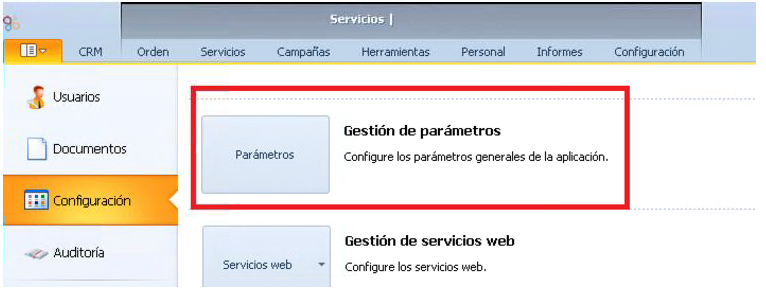 Servicios |
CRM Orden Servicios Campañas Herramientas Personal Informes Configuración
Usuarios
Documentos
Configuración
Auditoría
Parámetros
Gestión de parámetros
Configure los parámetros generales de la aplicación.
Servicios web
Gestión de servicios web
Configure los servicios web.